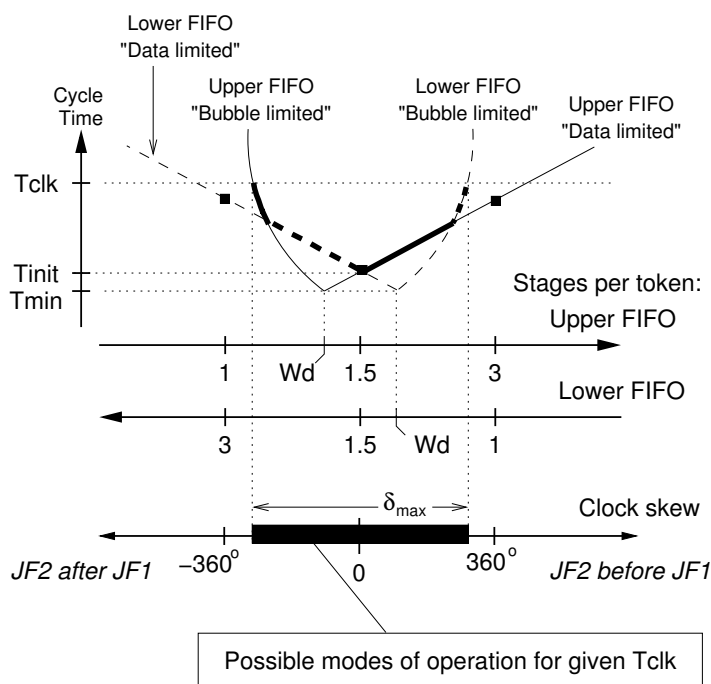 Lower FIFO
"Data limited"
Upper FIFO
"Bubble limited"
Lower FIFO
"Bubble limited"
Upper FIFO
"Data limited"
Cycle
Time
Tclk
Tinit
Tmin
Stages per token:
Upper FIFO
1
Wd
1.5
3
Lower FIFO
3
1.5
Wd
1
δmax
Clock skew
JF2 after JF1
−360°
0
360°
JF2 before JF1
Possible modes of operation for given Tclk